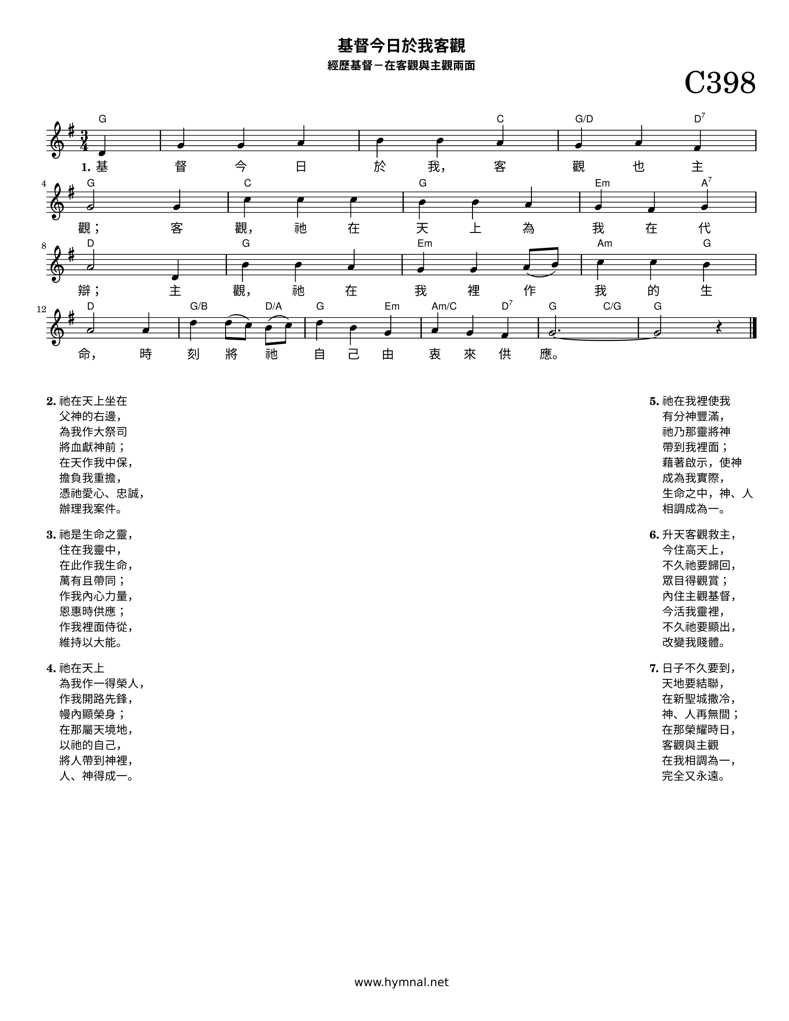 基督今日於我客觀
經歷基督－在客觀與主觀兩面
C398
G C G/D D7
1. 基 督 今 日 於 我， 客 觀 也 主
4 G C G Em A7
觀； 客 觀， 祂 在 天 上 為 我 在 代
8 D G Em Am G
辯； 主 觀， 祂 在 我 裡 作 我 的 生
12 D G/B D/A G Em Am/C D7 G C/G G
命， 時 刻 將 祂 自 己 由 衷 來 供 應。
2. 祂在天上坐在
父神的右邊，
為我作大祭司
將血獻神前；
在天作我中保，
擔負我重擔，
憑祂愛心、忠誠，
辦理我案件。
3. 祂是生命之靈，
住在我靈中，
在此作我生命，
萬有且帶同；
作我內心力量，
恩惠時供應；
作我裡面侍從，
維持以大能。
4. 祂在天上
為我作一得榮人，
作我開路先鋒，
幔內顯榮身；
在那屬天境地，
以祂的自己，
將人帶到神裡，
人、神得成一。
5. 祂在我裡使我
有分神豐滿，
祂乃那靈將神
帶到我裡面；
藉著啟示，使神
成為我實際，
生命之中，神、人
相調成為一。
6. 升天客觀救主，
今住高天上，
不久祂要歸回，
眾目得觀賞；
內住主觀基督，
今活我靈裡，
不久祂要顯出，
改變我賤體。
7. 日子不久要到，
天地要結聯，
在新聖城撒冷，
神、人再無間；
在那榮耀時日，
客觀與主觀
在我相調為一，
完全又永遠。
www.hymnal.net